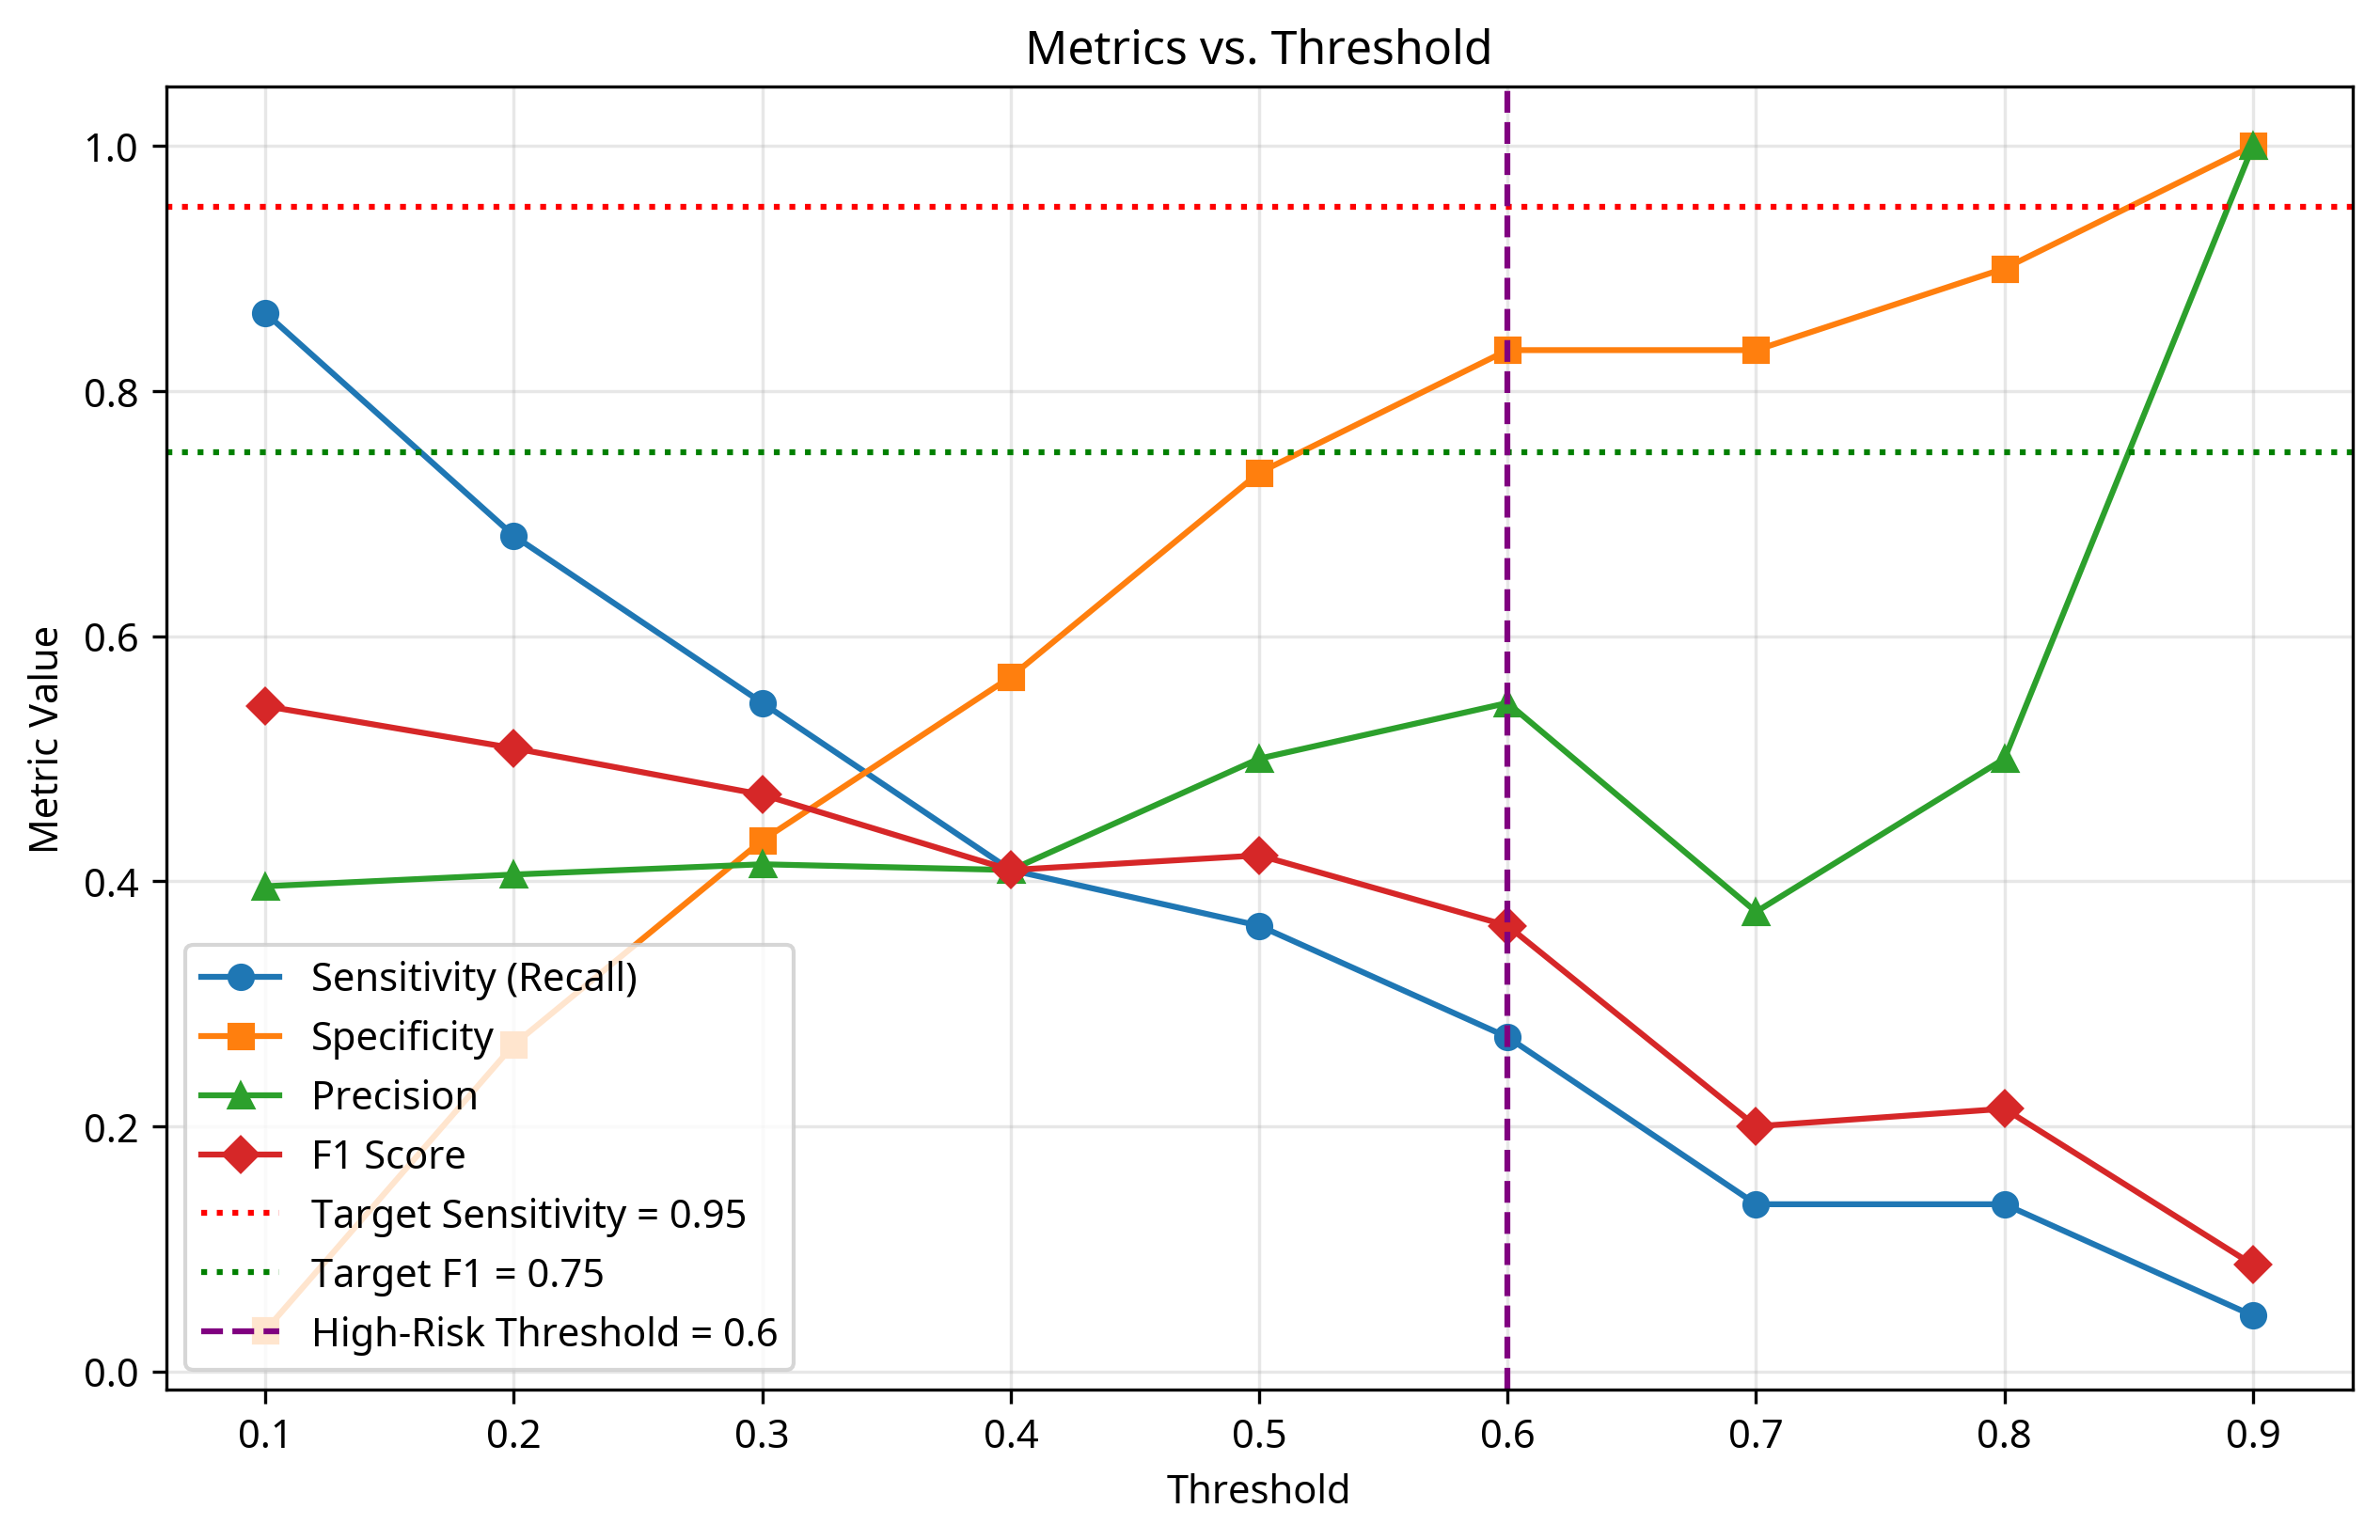 Metrics vs. Threshold
Metric Value
1.0
0.8
0.6
0.4
0.2
0.0
Sensitivity (Recall)
Specificity
Precision
F1 Score
Target Sensitivity = 0.95
Target F1 = 0.75
High-Risk Threshold = 0.6
0.1 0.2 0.3 0.4 0.5 0.6 0.7 0.8 0.9
Threshold